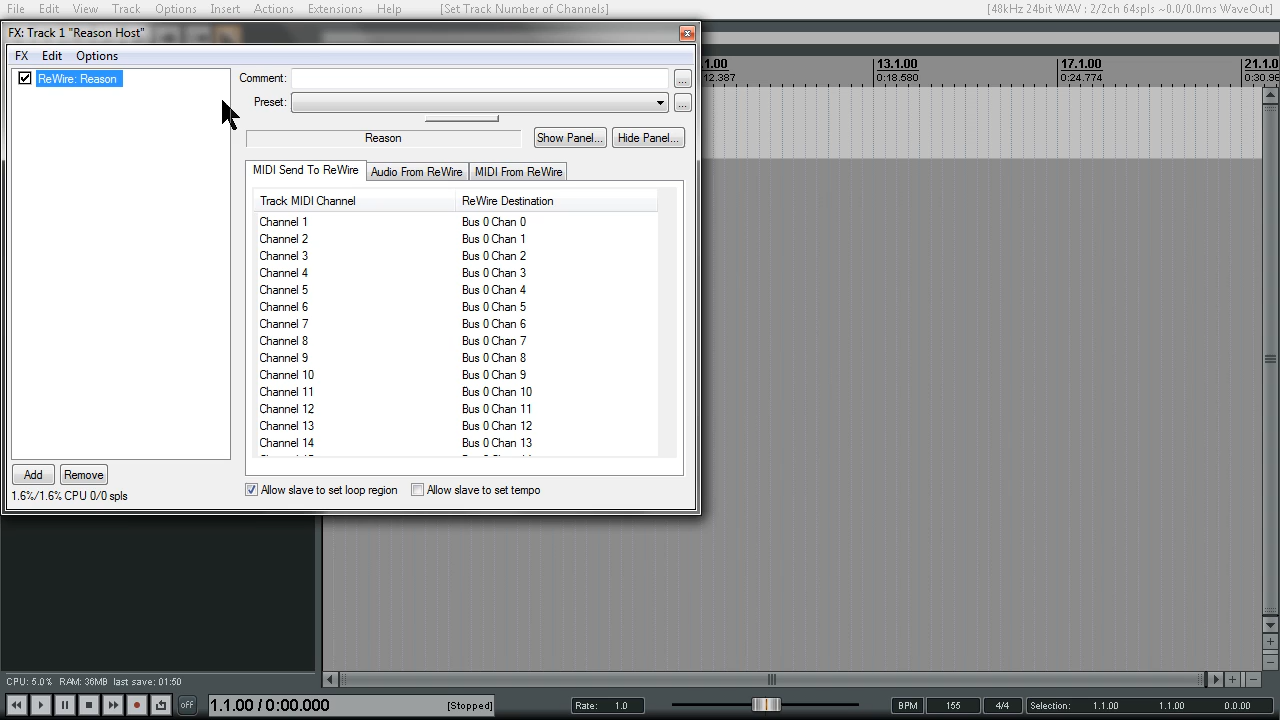 File Edit View Track Options Insert Actions Extensions Help [Set Track Number of Channels] [48kHz 24bit WAV : 2/2ch 64spls ~0.0/0.0ms WaveOut]
FX: Track 1 "Reason Host"
FX Edit Options
ReWire: Reason
Comment: ...
Preset: ...
Reason Show Panel... Hide Panel...
MIDI Send To ReWire Audio From ReWire MIDI From ReWire
Track MIDI Channel ReWire Destination
Channel 1 Bus 0 Chan 0
Channel 2 Bus 0 Chan 1
Channel 3 Bus 0 Chan 2
Channel 4 Bus 0 Chan 3
Channel 5 Bus 0 Chan 4
Channel 6 Bus 0 Chan 5
Channel 7 Bus 0 Chan 6
Channel 8 Bus 0 Chan 7
Channel 9 Bus 0 Chan 8
Channel 10 Bus 0 Chan 9
Channel 11 Bus 0 Chan 10
Channel 12 Bus 0 Chan 11
Channel 13 Bus 0 Chan 12
Channel 14 Bus 0 Chan 13
Add Remove
1.6%/1.6% CPU 0/0 spls
Allow slave to set loop region Allow slave to set tempo
1.00 13.1.00 17.1.00 21.1.0
12.387 0:18.580 0:24.774 0:30.96
CPU: 5.0% RAM: 36MB last save: 01:50
off 1.1.00 / 0:00.000 [Stopped] Rate: 1.0 BPM 155 4/4 Selection: 1.1.00 1.1.00 0.0.00